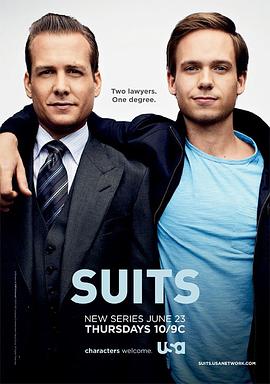 Two lawyers.
One degree.
SUITS
NEW SERIES JUNE 23
THURSDAYS 10/9C
characters welcome. usa
SUITS.USANETWORK.COM